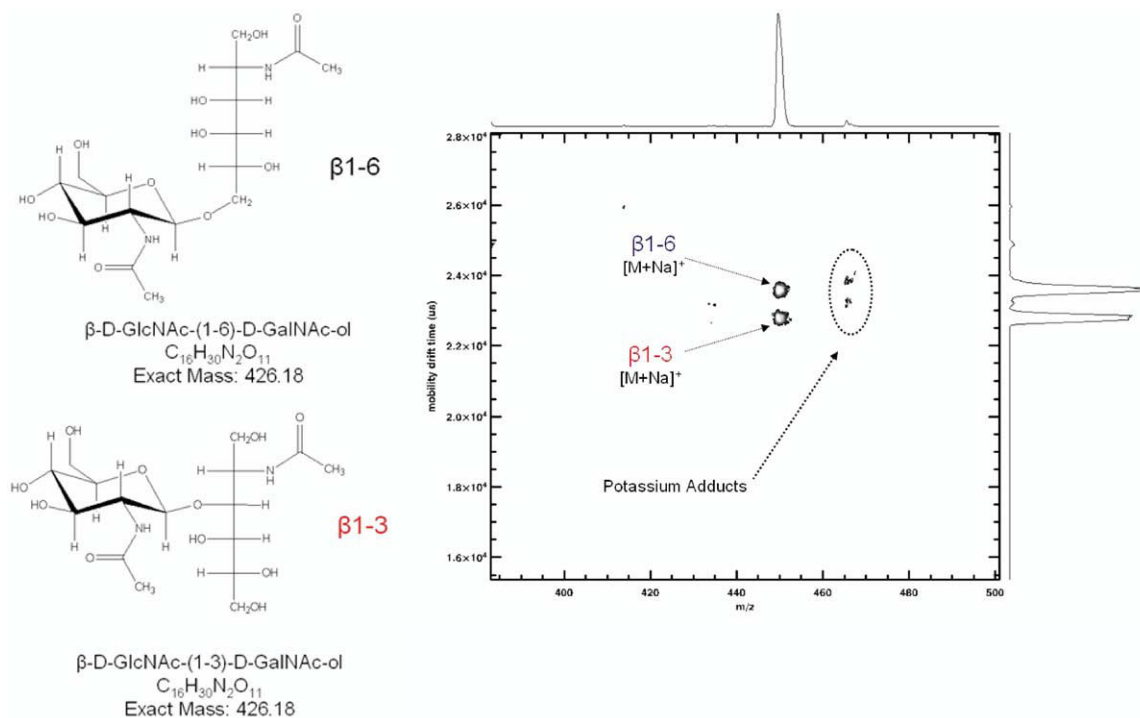 CH₂OH
O
H
N
H
CH₃
HO
H
HO
H
H
OH
CH₂
β1-6
OH
H
O
H
HO
HO
O
H
H
NH
H
O
CH₃
β-D-GlcNAc-(1-6)-D-GalNAc-ol
C₁₆H₃₀N₂O₁₁
Exact Mass: 426.18
CH₂OH
O
H
N
H
CH₃
O
H
HO
H
H
OH
CH₂OH
β1-3
OH
H
O
H
HO
HO
H
H
NH
H
O
CH₃
β-D-GlcNAc-(1-3)-D-GalNAc-ol
C₁₆H₃₀N₂O₁₁
Exact Mass: 426.18
mobility drift time (us)
2.8×10⁴
2.6×10⁴
2.4×10⁴
2.2×10⁴
2.0×10⁴
1.8×10⁴
1.6×10⁴
β1-6
[M+Na]⁺
β1-3
[M+Na]⁺
Potassium Adducts
400 420 440 460 480 500
m/z